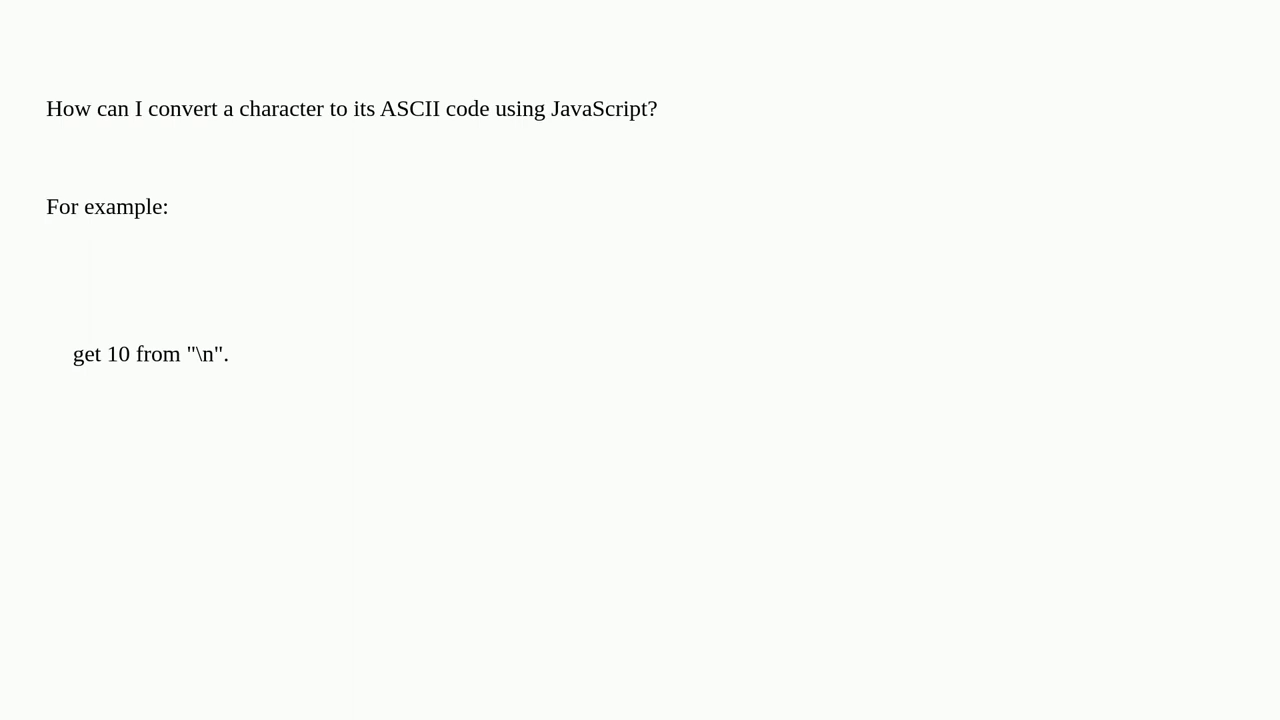 How can I convert a character to its ASCII code using JavaScript?
For example:
get 10 from "\n".